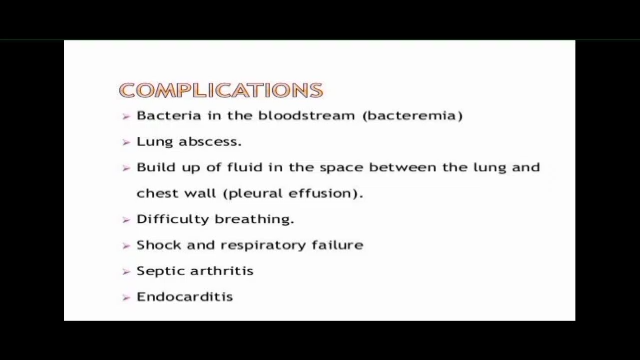 COMPLICATIONS
➢ Bacteria in the bloodstream (bacteremia)
➢ Lung abscess.
➢ Build up of fluid in the space between the lung and
chest wall (pleural effusion).
➢ Difficulty breathing.
➢ Shock and respiratory failure
➢ Septic arthritis
➢ Endocarditis